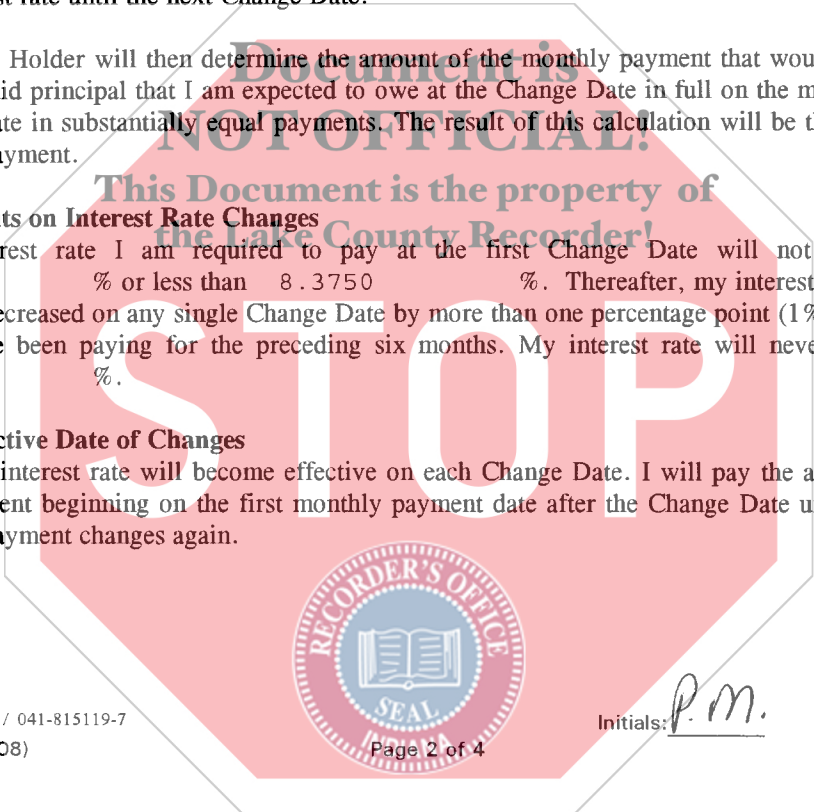 st rate until the next Change Date.
Document is
Holder will then determine the amount of the monthly payment that wou
id principal that I am expected to owe at the Change Date in full on the m
NOT OFFICIAL!
te in substantially equal payments. The result of this calculation will be t
yment.
This Document is the property of
ts on Interest Rate Changes
the Lake County Recorder!
rest rate I am required to pay at the first Change Date will not
% or less than 8.3750 %. Thereafter, my interest
ecreased on any single Change Date by more than one percentage point (1%
e been paying for the preceding six months. My interest rate will neve
%.
STOP
ctive Date of Changes
interest rate will become effective on each Change Date. I will pay the a
ent beginning on the first monthly payment date after the Change Date u
ayment changes again.
RECORDER'S OFFICE
SEAL
INDIANA
/ 041-815119-7
Initials: P. M.
08)
Page 2 of 4